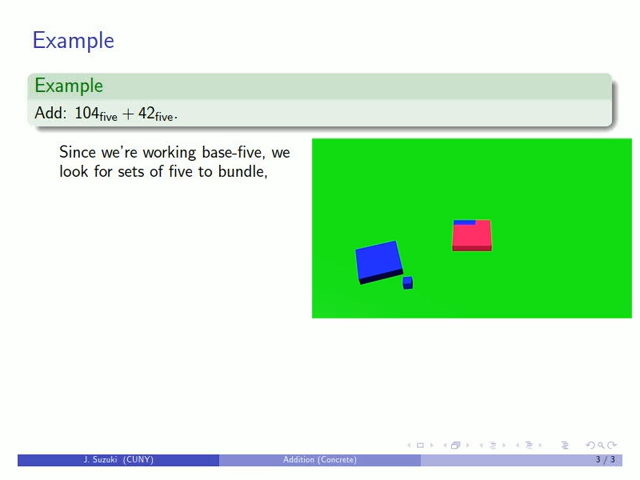 Example
Example
Add: 104five + 42five.
Since we're working base-five, we
look for sets of five to bundle,
J. Suzuki (CUNY) Addition (Concrete) 3 / 3